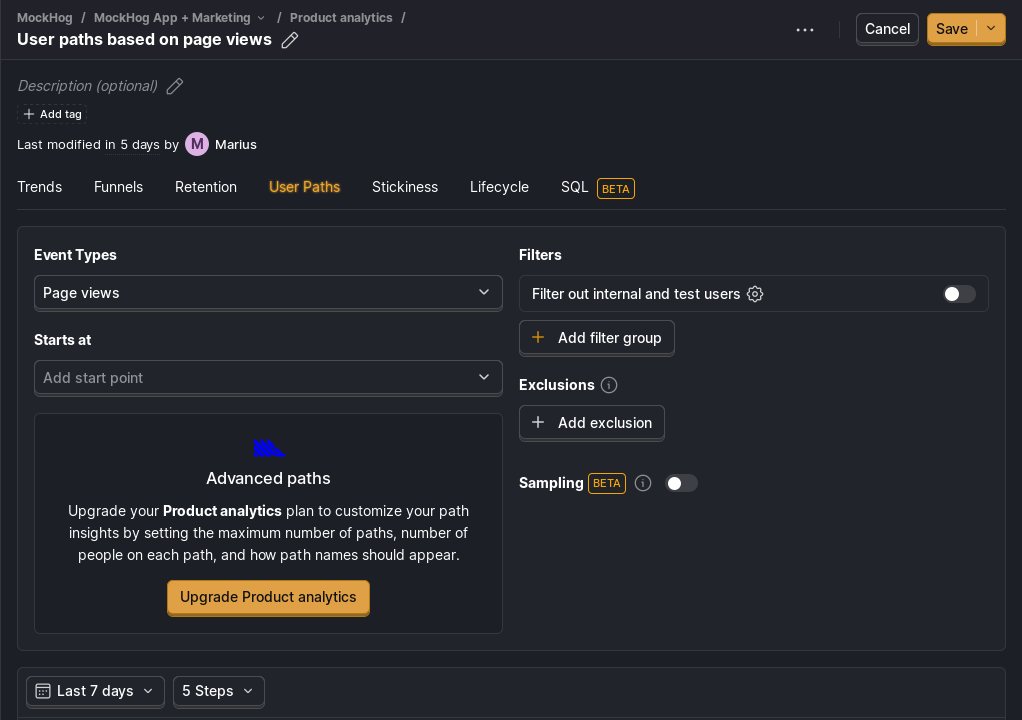 MockHog / MockHog App + Marketing / Product analytics /
User paths based on page views
Cancel
Save
Description (optional)
Add tag
Last modified in 5 days by M Marius
Trends Funnels Retention User Paths Stickiness Lifecycle SQL BETA
Event Types
Page views
Starts at
Add start point
Advanced paths
Upgrade your Product analytics plan to customize your path
insights by setting the maximum number of paths, number of
people on each path, and how path names should appear.
Upgrade Product analytics
Filters
Filter out internal and test users
Add filter group
Exclusions
Add exclusion
Sampling BETA
Last 7 days
5 Steps